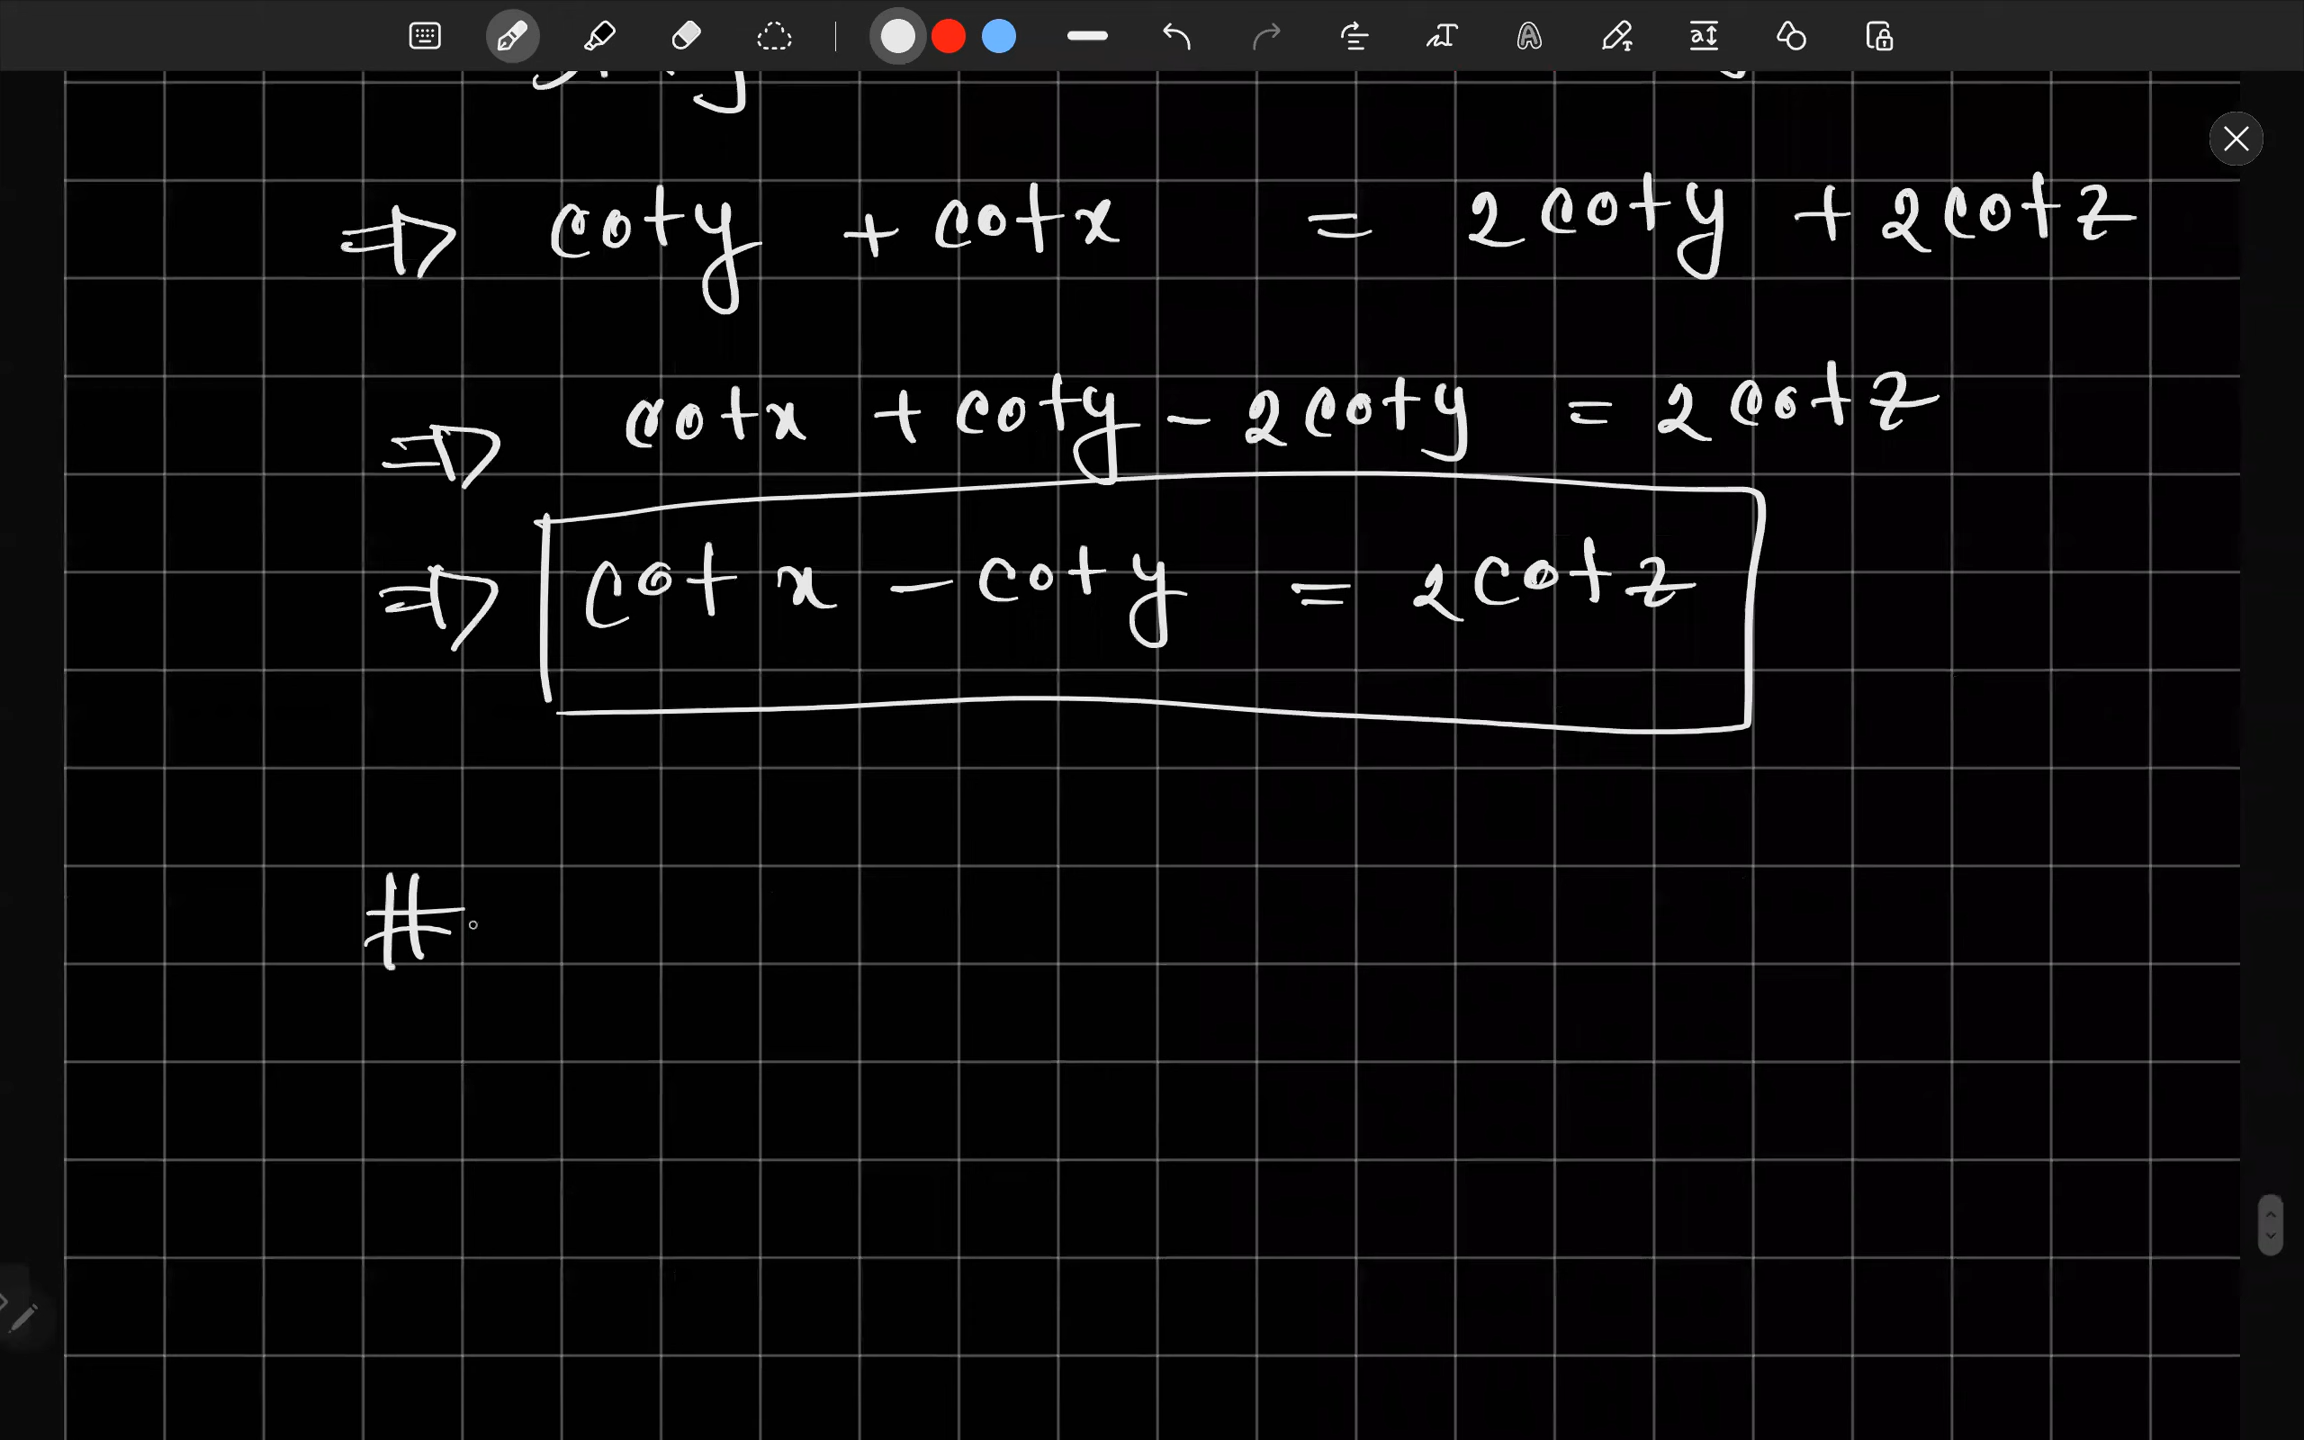 ⇒ cot y + cot x = 2 cot y + 2 cot z
⇒ cot x + cot y - 2 cot y = 2 cot z
⇒ cot x - cot y = 2 cot z
#